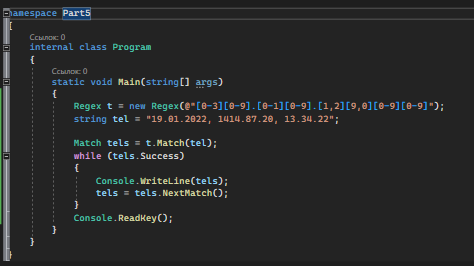 namespace Part5
{
Ссылок: 0
internal class Program
{
Ссылок: 0
static void Main(string[] args)
{
Regex t = new Regex(@"[0-3][0-9].[0-1][0-9].[1,2][9,0][0-9][0-9]");
string tel = "19.01.2022, 1414.87.20, 13.34.22";
Match tels = t.Match(tel);
while (tels.Success)
{
Console.WriteLine(tels);
tels = tels.NextMatch();
}
Console.ReadKey();
}
}
}